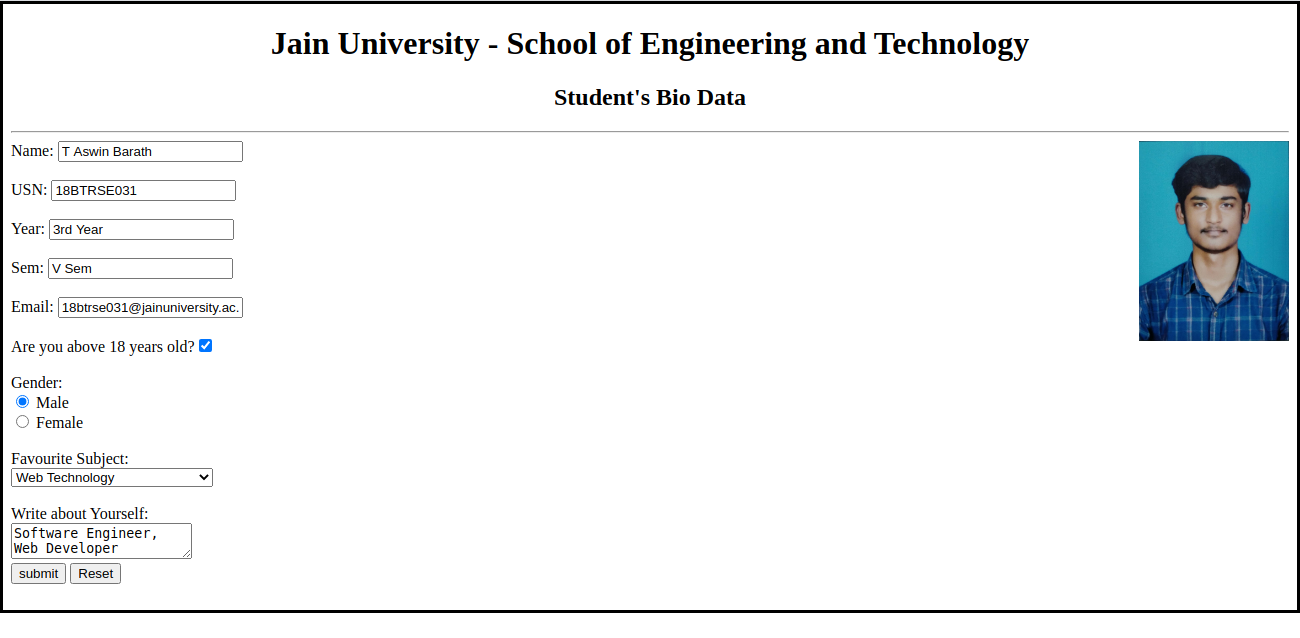 Jain University - School of Engineering and Technology
Student's Bio Data
Name: T Aswin Barath
USN: 18BTRSE031
Year: 3rd Year
Sem: V Sem
Email: 18btrse031@jainuniversity.ac.
Are you above 18 years old?
Gender:
Male
Female
Favourite Subject:
Web Technology
Write about Yourself:
Software Engineer,
Web Developer
submit Reset